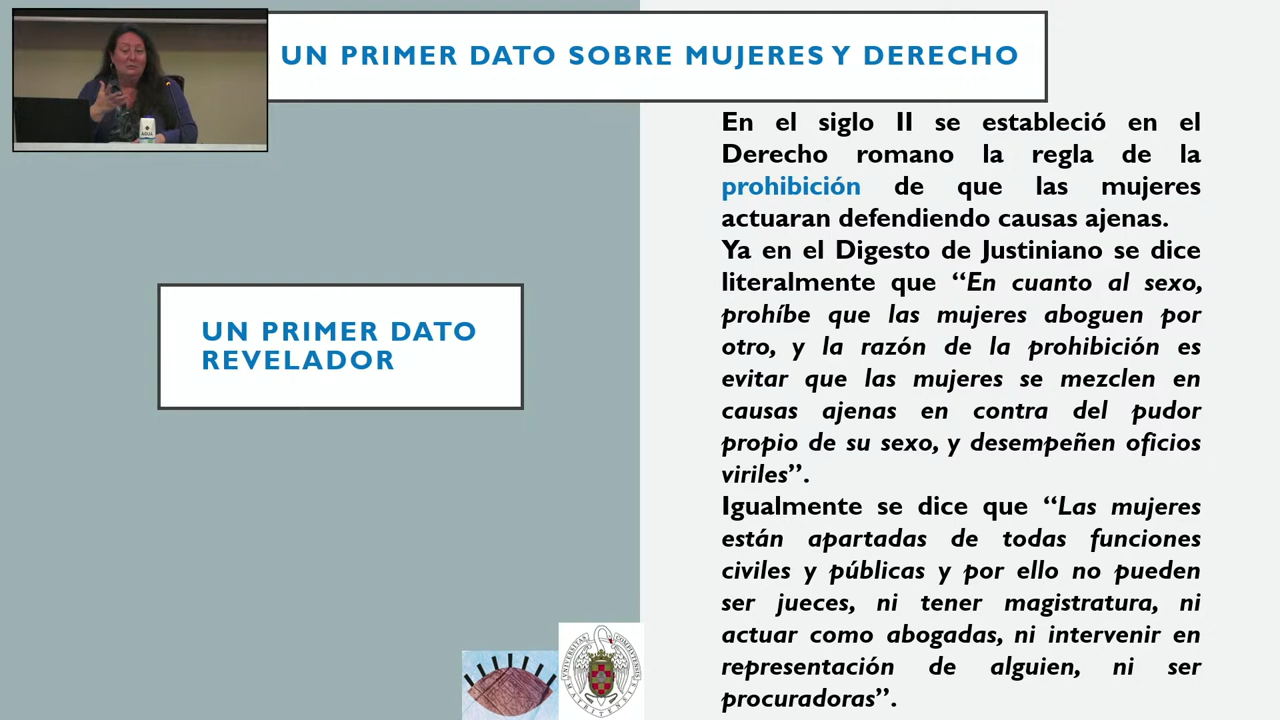 UN PRIMER DATO SOBRE MUJERES Y DERECHO
UN PRIMER DATO
REVELADOR
En el siglo II se estableció en el
Derecho romano la regla de la
prohibición de que las mujeres
actuaran defendiendo causas ajenas.
Ya en el Digesto de Justiniano se dice
literalmente que “En cuanto al sexo,
prohíbe que las mujeres aboguen por
otro, y la razón de la prohibición es
evitar que las mujeres se mezclen en
causas ajenas en contra del pudor
propio de su sexo, y desempeñen oficios
viriles”.
Igualmente se dice que “Las mujeres
están apartadas de todas funciones
civiles y públicas y por ello no pueden
ser jueces, ni tener magistratura, ni
actuar como abogadas, ni intervenir en
representación de alguien, ni ser
procuradoras”.
AGUA